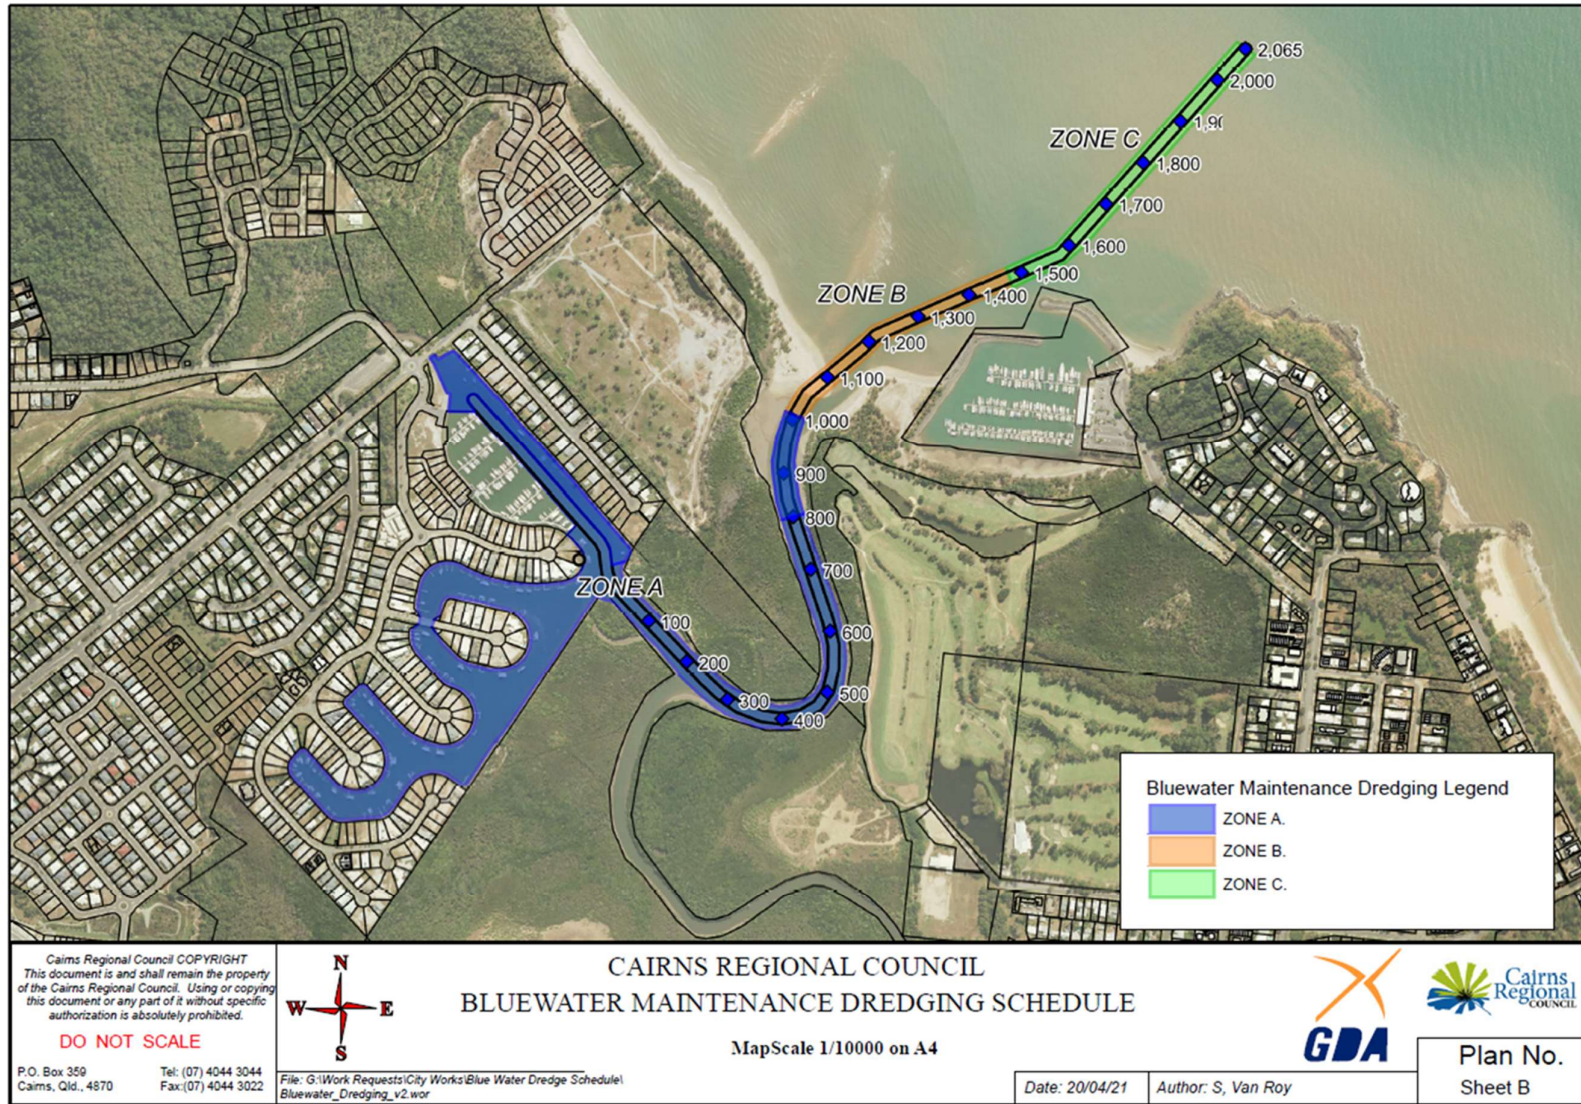 2,065
2,000
1,90
ZONE C
1,800
1,700
1,600
1,500
ZONE B
1,400
1,300
1,200
1,100
1,000
900
800
700
ZONE A
600
100
200
500
300
400
Bluewater Maintenance Dredging Legend
ZONE A.
ZONE B.
ZONE C.
Cairns Regional Council COPYRIGHT
This document is and shall remain the property
of the Cairns Regional Council. Using or copying
this document or any part of it without specific
authorization is absolutely prohibited.
DO NOT SCALE
P.O. Box 359
Cairns, Qld., 4870
Tel: (07) 4044 3044
Fax:(07) 4044 3022
N
W E
S
CAIRNS REGIONAL COUNCIL
BLUEWATER MAINTENANCE DREDGING SCHEDULE
MapScale 1/10000 on A4
File: G:\Work Requests\City Works\Blue Water Dredge Schedule\
Bluewater_Dredging_v2.wor
Date: 20/04/21
Author: S, Van Roy
GDA
Cairns
Regional
COUNCIL
Plan No.
Sheet B